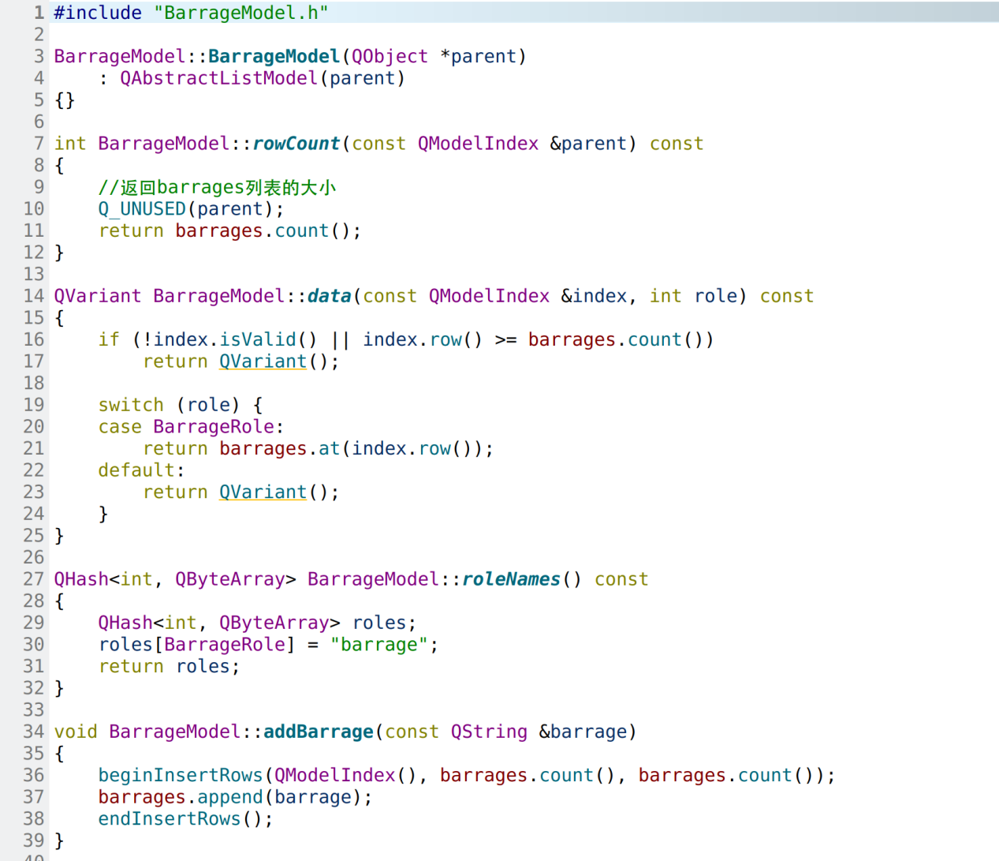 1 #include "BarrageModel.h"
2
3 BarrageModel::BarrageModel(QObject *parent)
4     : QAbstractListModel(parent)
5 {}
6
7 int BarrageModel::rowCount(const QModelIndex &parent) const
8 {
9     //返回barrages列表的大小
10     Q_UNUSED(parent);
11     return barrages.count();
12 }
13
14 QVariant BarrageModel::data(const QModelIndex &index, int role) const
15 {
16     if (!index.isValid() || index.row() >= barrages.count())
17         return QVariant();
18
19     switch (role) {
20     case BarrageRole:
21         return barrages.at(index.row());
22     default:
23         return QVariant();
24     }
25 }
26
27 QHash<int, QByteArray> BarrageModel::roleNames() const
28 {
29     QHash<int, QByteArray> roles;
30     roles[BarrageRole] = "barrage";
31     return roles;
32 }
33
34 void BarrageModel::addBarrage(const QString &barrage)
35 {
36     beginInsertRows(QModelIndex(), barrages.count(), barrages.count());
37     barrages.append(barrage);
38     endInsertRows();
39 }
40